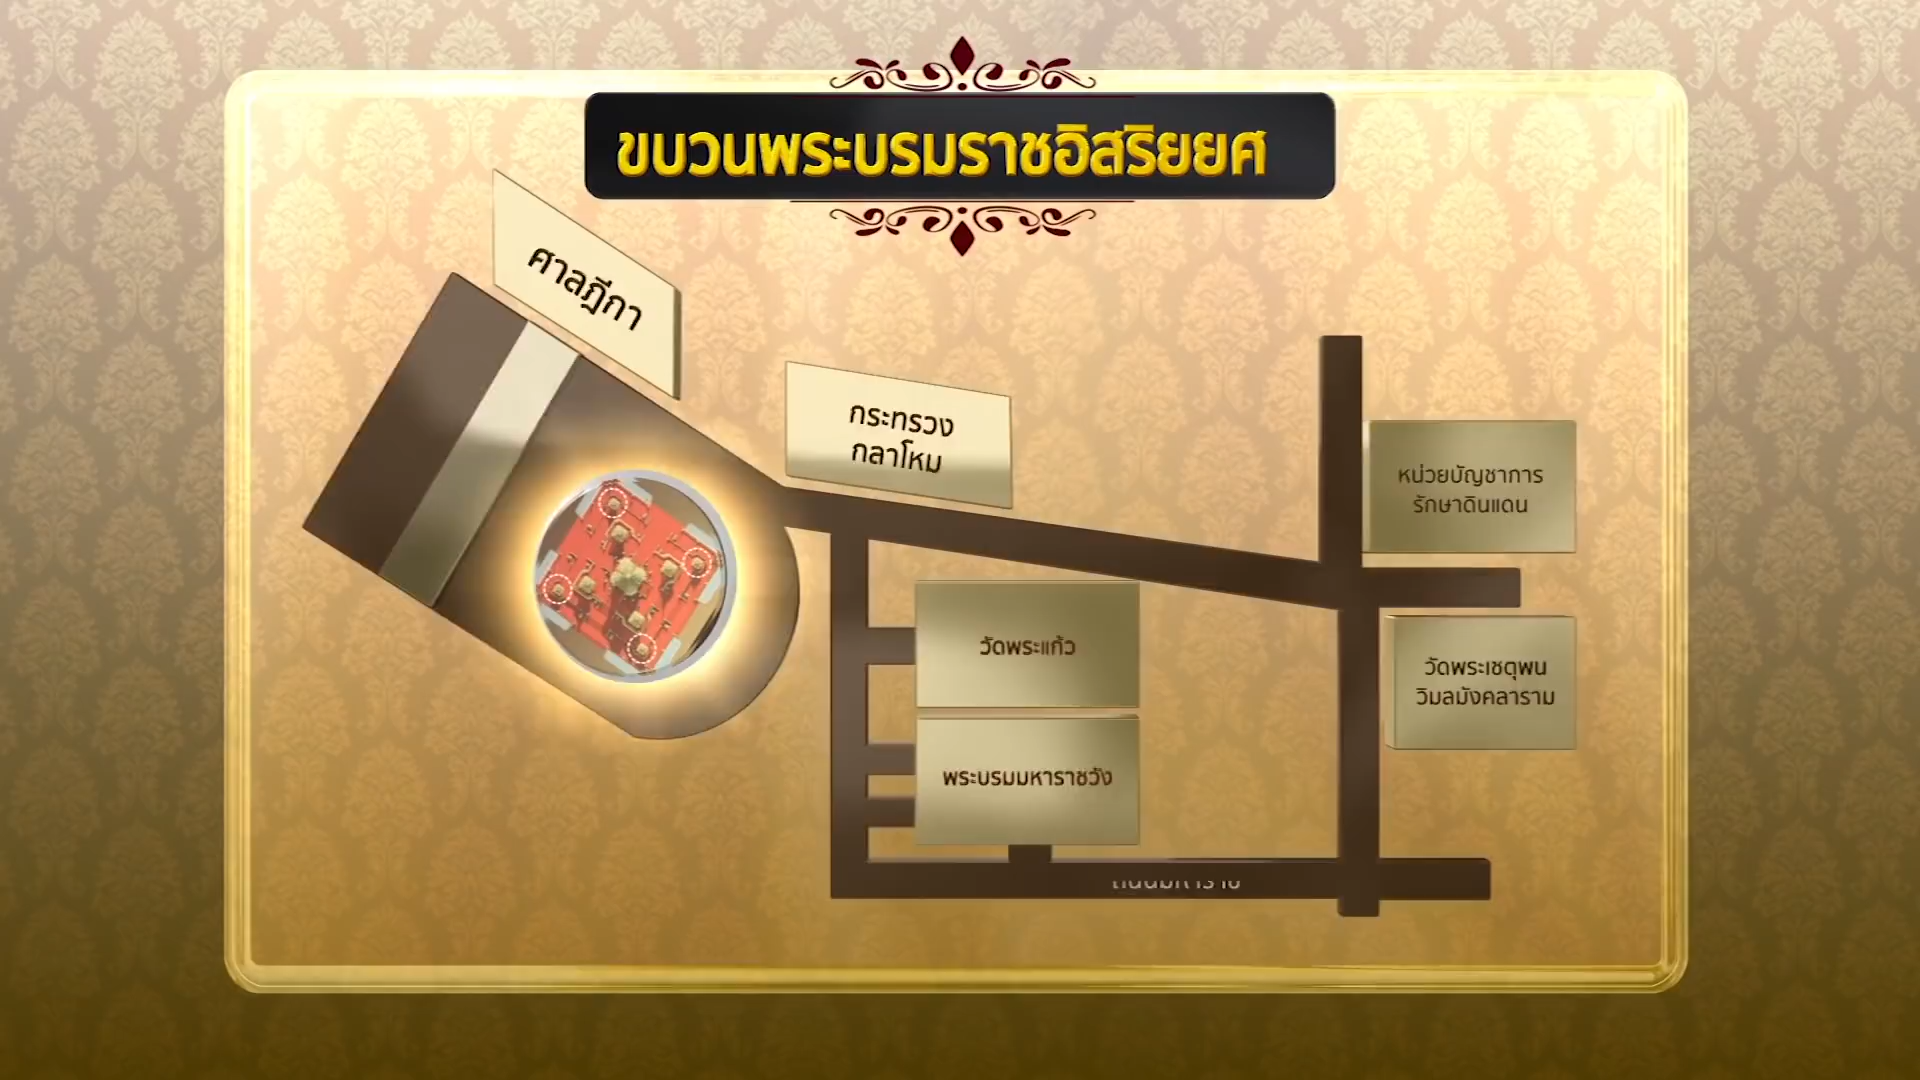 ขบวนพระบรมราชอิสริยยศ
ศาลฎีกา
กระทรวง
กลาโหม
หน่วยบัญชาการ
รักษาดินแดน
วัดพระแก้ว
วัดพระเชตุพน
วิมลมังคลาราม
พระบรมมหาราชวัง